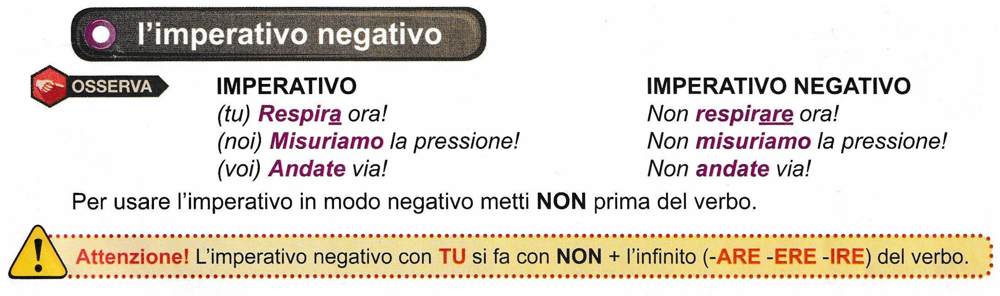 l'imperativo negativo
OSSERVA
IMPERATIVO
(tu) Respira ora!
(noi) Misuriamo la pressione!
(voi) Andate via!
IMPERATIVO NEGATIVO
Non respirare ora!
Non misuriamo la pressione!
Non andate via!
Per usare l'imperativo in modo negativo metti NON prima del verbo.
Attenzione! L'imperativo negativo con TU si fa con NON + l'infinito (-ARE -ERE -IRE) del verbo.